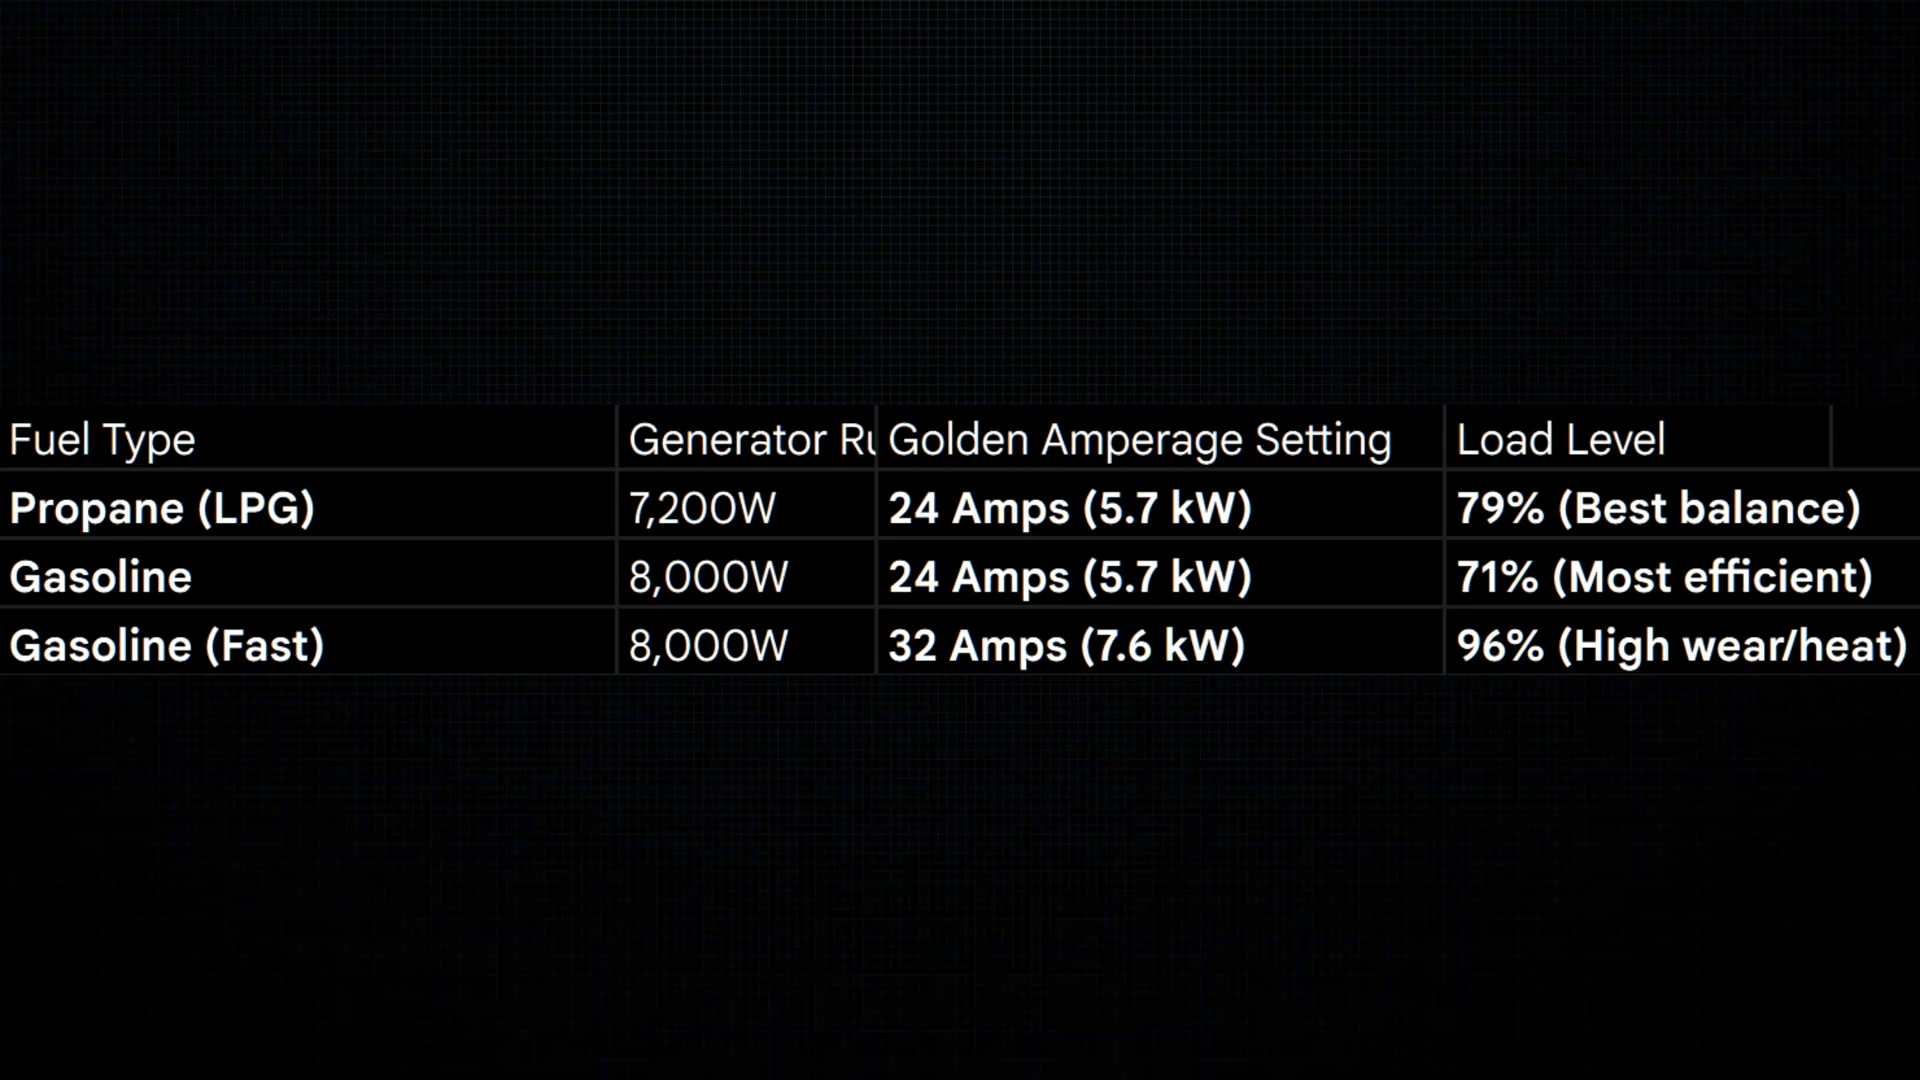 Fuel Type Generator Ru Golden Amperage Setting Load Level
Propane (LPG) 7,200W 24 Amps (5.7 kW) 79% (Best balance)
Gasoline 8,000W 24 Amps (5.7 kW) 71% (Most efficient)
Gasoline (Fast) 8,000W 32 Amps (7.6 kW) 96% (High wear/heat)